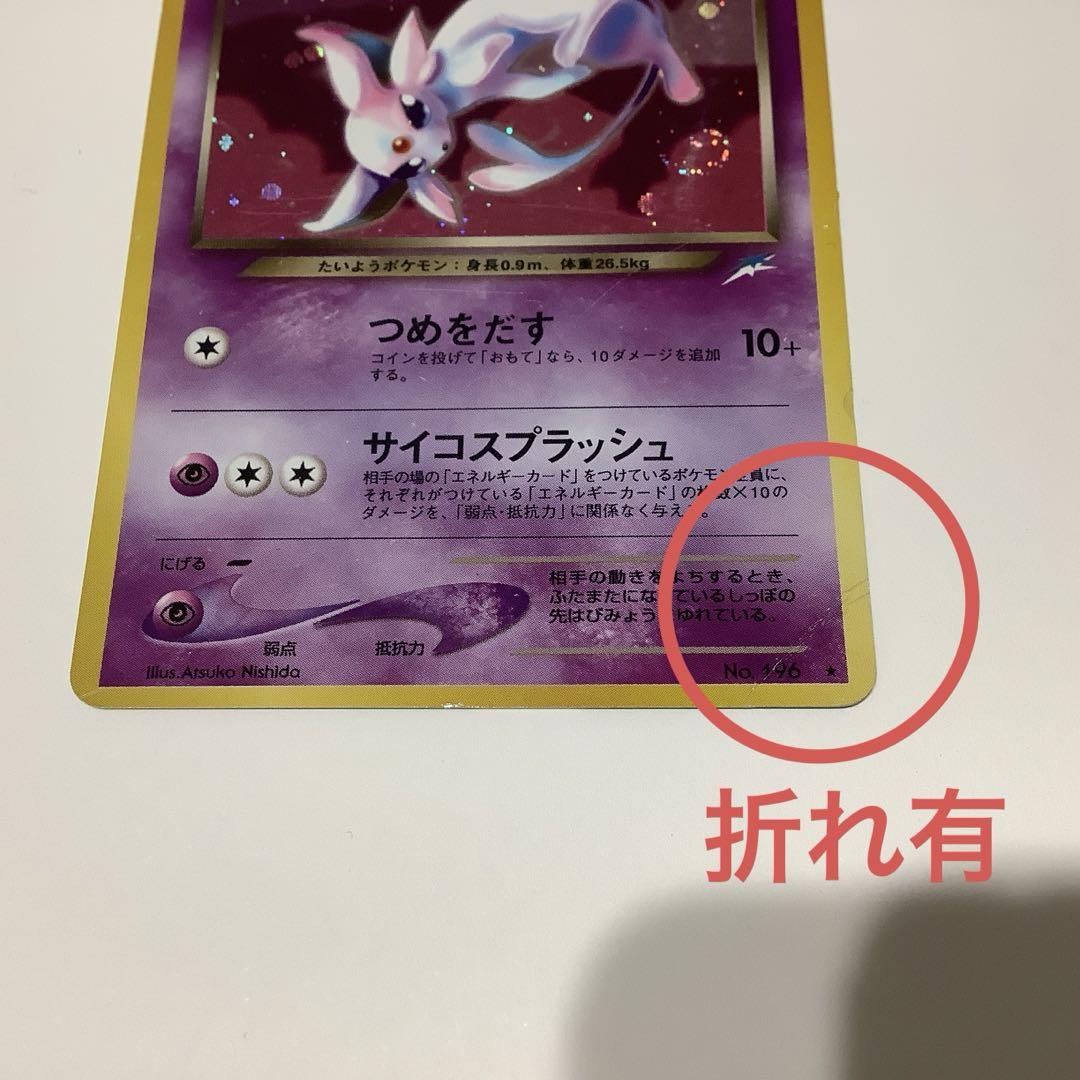 たいようポケモン：身長0.9m、体重26.5kg
つめをだす
10+
コインを投げて「おもて」なら、10ダメージを追加
する。
サイコスプラッシュ
相手の場の「エネルギーカード」をつけているポケモン全員に、
それぞれがつけている「エネルギーカード」の枚数×10の
ダメージを、「弱点・抵抗力」に関係なく与える。
にげる
相手の動きをよちするとき、
ふたまたになっているしっぽの
先はびみょうにゆれている。
弱点
抵抗力
Illus.Atsuko Nishida
No. 196 ★
折れ有